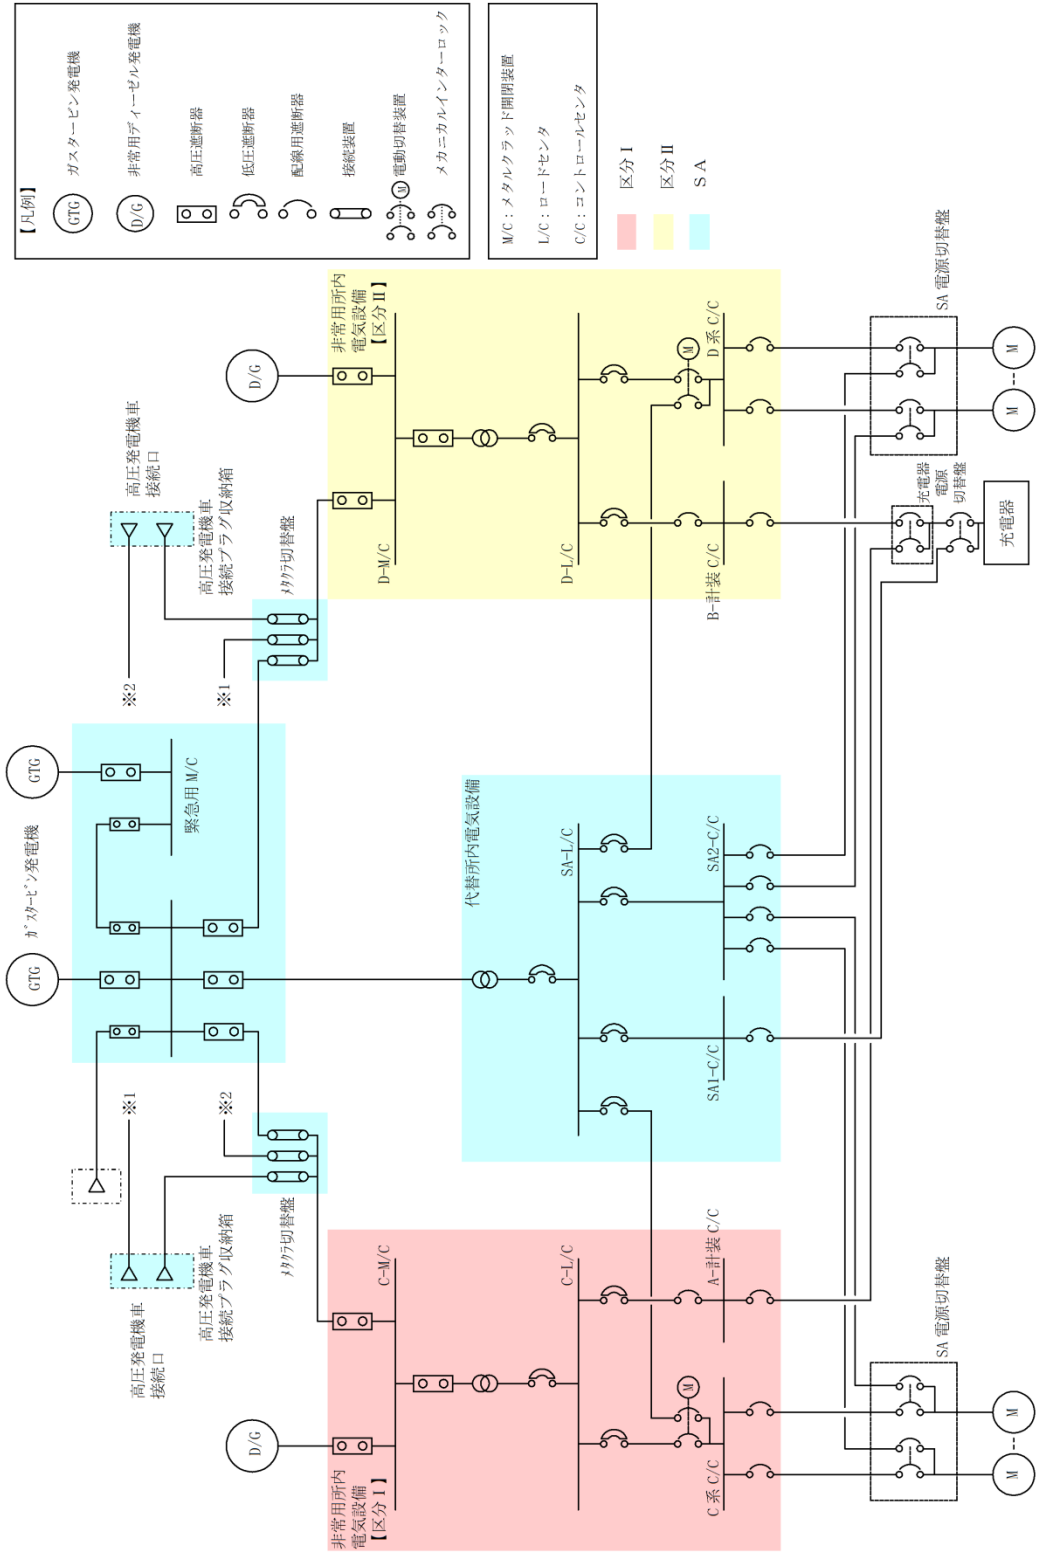 【凡例】
GTG
ガスタービン発電機
D/G
非常用ディーゼル発電機
高圧遮断器
低圧遮断器
配線用遮断器
接続装置
M
電動切替装置
メカニカルインターロック
M/C：メタルクラッド開閉装置
L/C：ロードセンタ
C/C：コントロールセンタ
区分Ⅰ
区分Ⅱ
ＳＡ
ｶﾞｽﾀｰﾋﾞﾝ発電機
GTG
GTG
緊急用 M/C
高圧発電機車
接続口
高圧発電機車
接続プラグ収納箱
※1
※2
ﾒﾀｸﾗ切替盤
高圧発電機車
接続口
高圧発電機車
接続プラグ収納箱
※2
※1
ﾒﾀｸﾗ切替盤
D/G
非常用所内
電気設備
【区分Ⅰ】
C-M/C
C-L/C
M
C 系 C/C
A-計装 C/C
代替所内電気設備
SA-L/C
SA1-C/C
SA2-C/C
D/G
非常用所内
電気設備
【区分Ⅱ】
D-M/C
D-L/C
M
B-計装 C/C
D 系 C/C
SA 電源切替盤
M
M
充電器
電源
切替盤
充電器
SA 電源切替盤
M
M